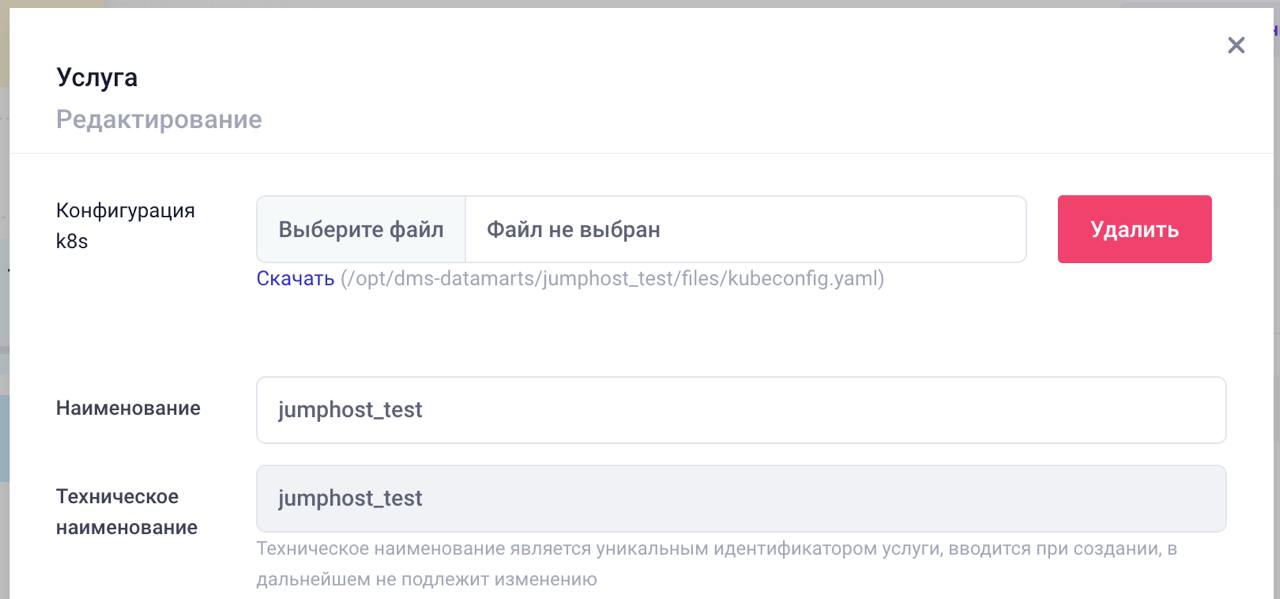 Услуга
Редактирование
Конфигурация
k8s
Выберите файл Файл не выбран
Удалить
Скачать (/opt/dms-datamarts/jumphost_test/files/kubeconfig.yaml)
Наименование
jumphost_test
Техническое
наименование
jumphost_test
Техническое наименование является уникальным идентификатором услуги, вводится при создании, в
дальнейшем не подлежит изменению